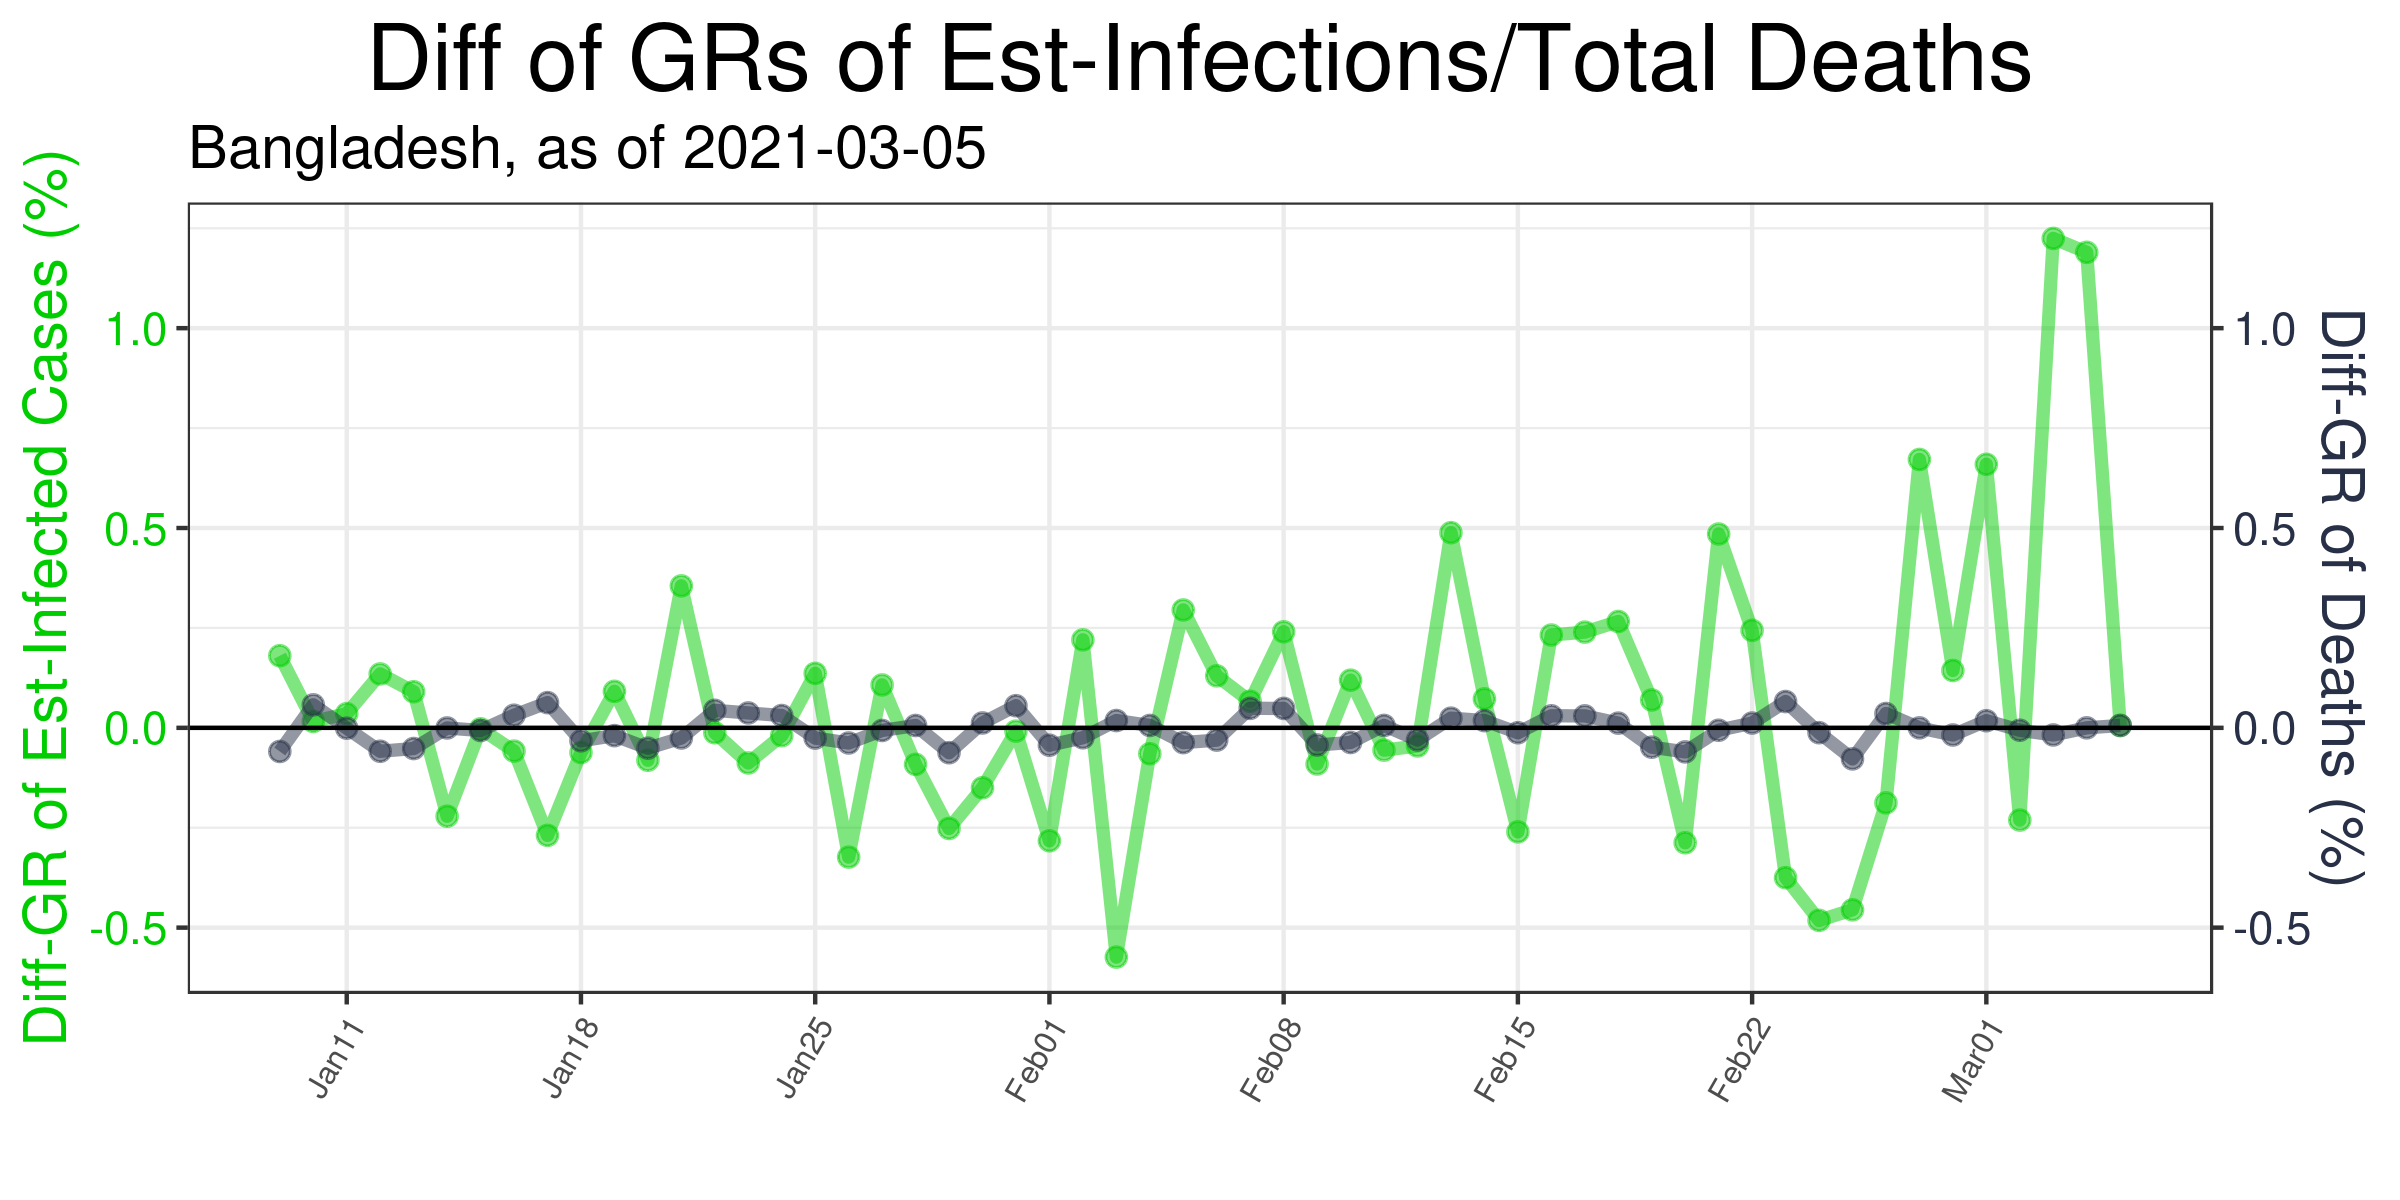 Diff of GRs of Est-Infections/Total Deaths
Bangladesh, as of 2021-03-05
Diff-GR of Est-Infected Cases (%)
1.0
0.5
0.0
-0.5
1.0
0.5
0.0
-0.5
Diff-GR of Deaths (%)
Jan11
Jan18
Jan25
Feb01
Feb08
Feb15
Feb22
Mar01